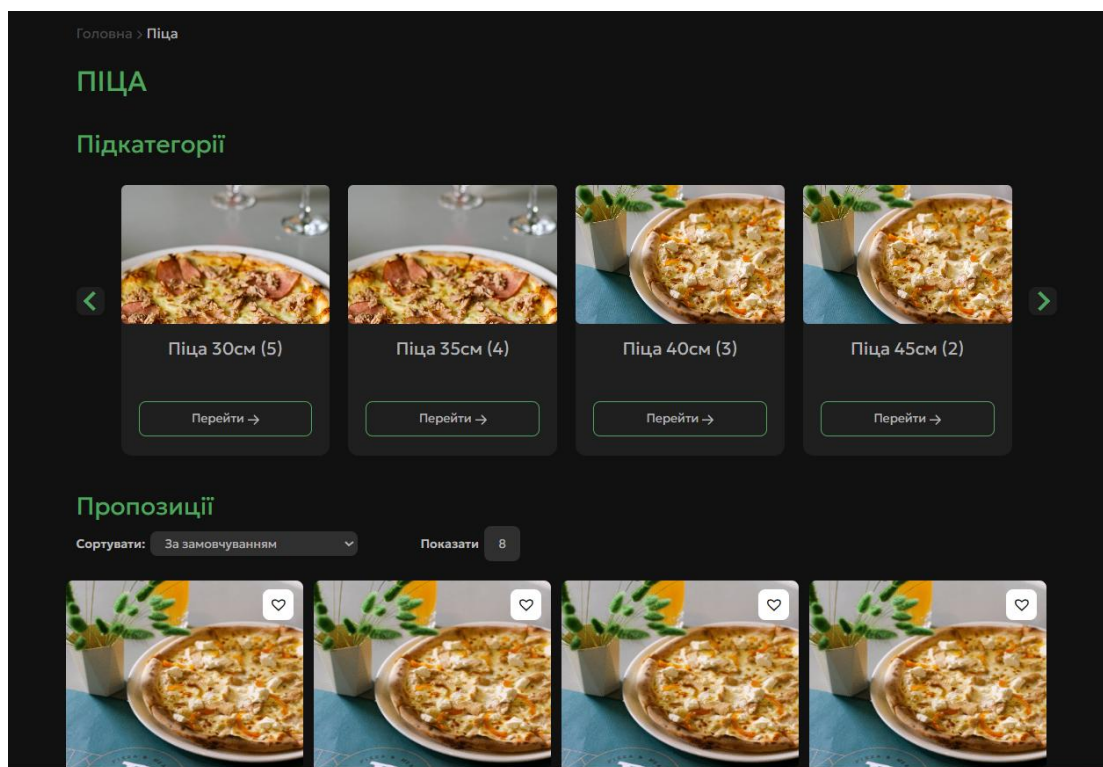 Головна > Піца
ПІЦА
Підкатегорії
Піца 30см (5)
Піца 35см (4)
Піца 40см (3)
Піца 45см (2)
Перейти →
Перейти →
Перейти →
Перейти →
Пропозиції
Сортувати: За замовчуванням Показати 8